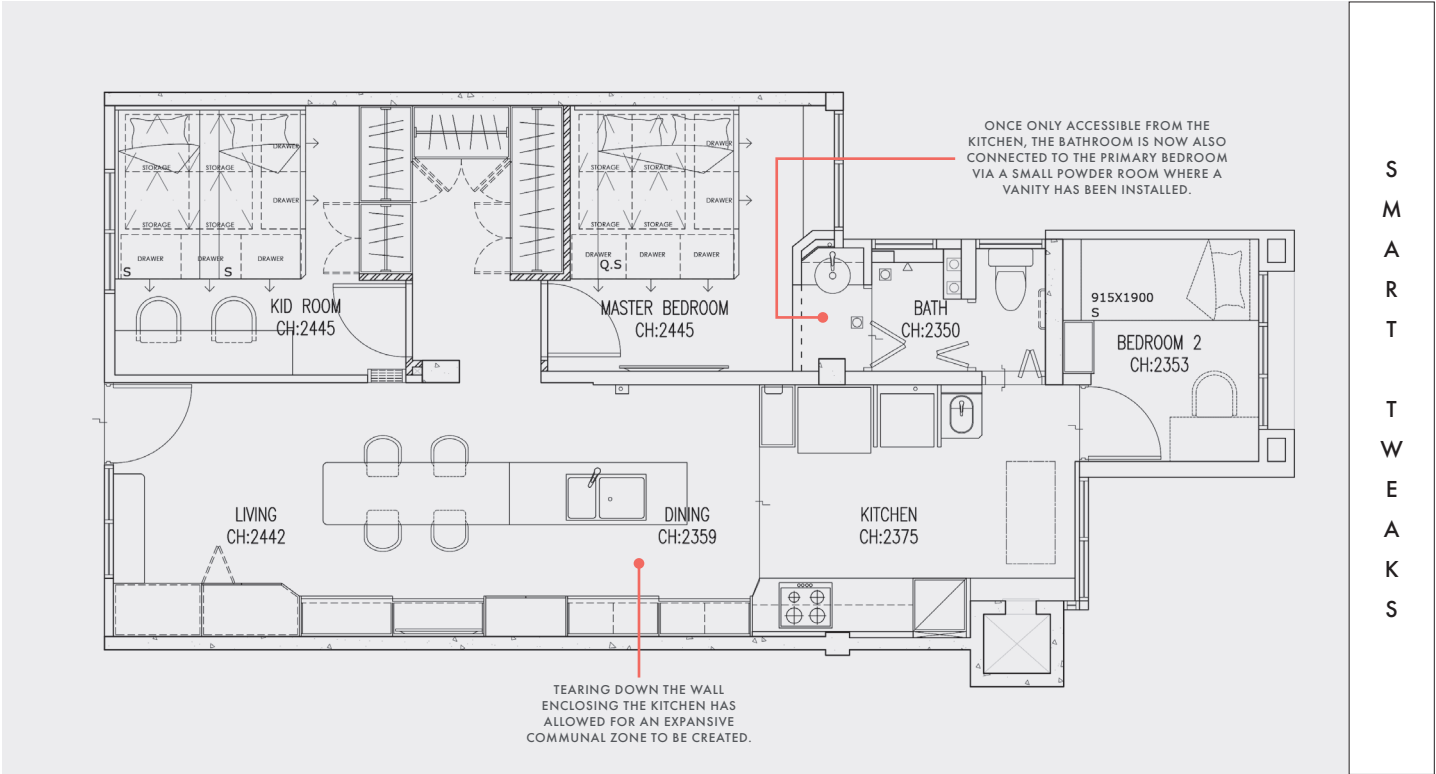 ONCE ONLY ACCESSIBLE FROM THE
KITCHEN, THE BATHROOM IS NOW ALSO
CONNECTED TO THE PRIMARY BEDROOM
VIA A SMALL POWDER ROOM WHERE A
VANITY HAS BEEN INSTALLED.
DRAWER
STORAGE
STORAGE
DRAWER
STORAGE
STORAGE
DRAWER
DRAWER
DRAWER
S
S
KID ROOM
CH:2445
DRAWER
STORAGE
STORAGE
DRAWER
STORAGE
STORAGE
DRAWER
DRAWER
DRAWER
Q.S
MASTER BEDROOM
CH:2445
BATH
CH:2350
915X1900
S
BEDROOM 2
CH:2353
LIVING
CH:2442
DINING
CH:2359
KITCHEN
CH:2375
TEARING DOWN THE WALL
ENCLOSING THE KITCHEN HAS
ALLOWED FOR AN EXPANSIVE
COMMUNAL ZONE TO BE CREATED.
SMART TWEAKS